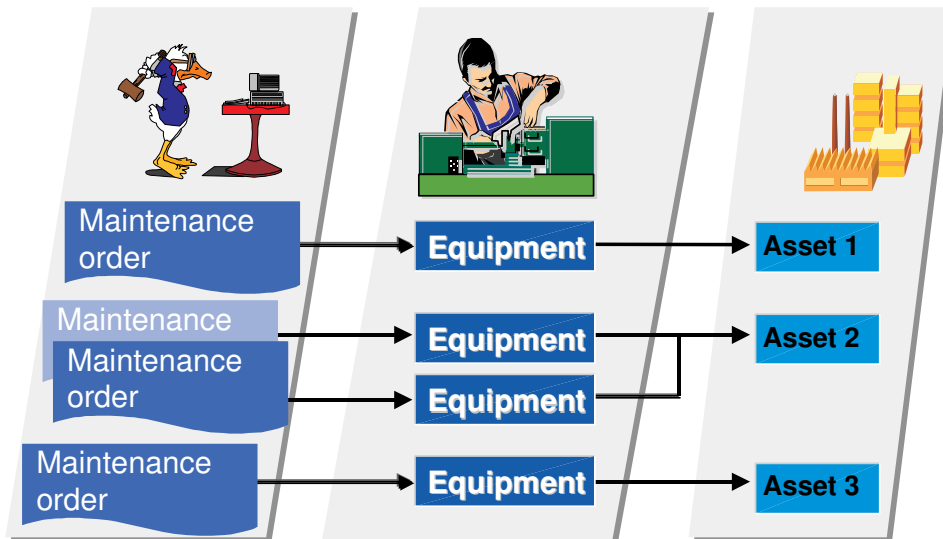 Maintenance
order
Equipment
Asset 1
Maintenance
Equipment
Asset 2
Maintenance
order
Equipment
Maintenance
order
Equipment
Asset 3